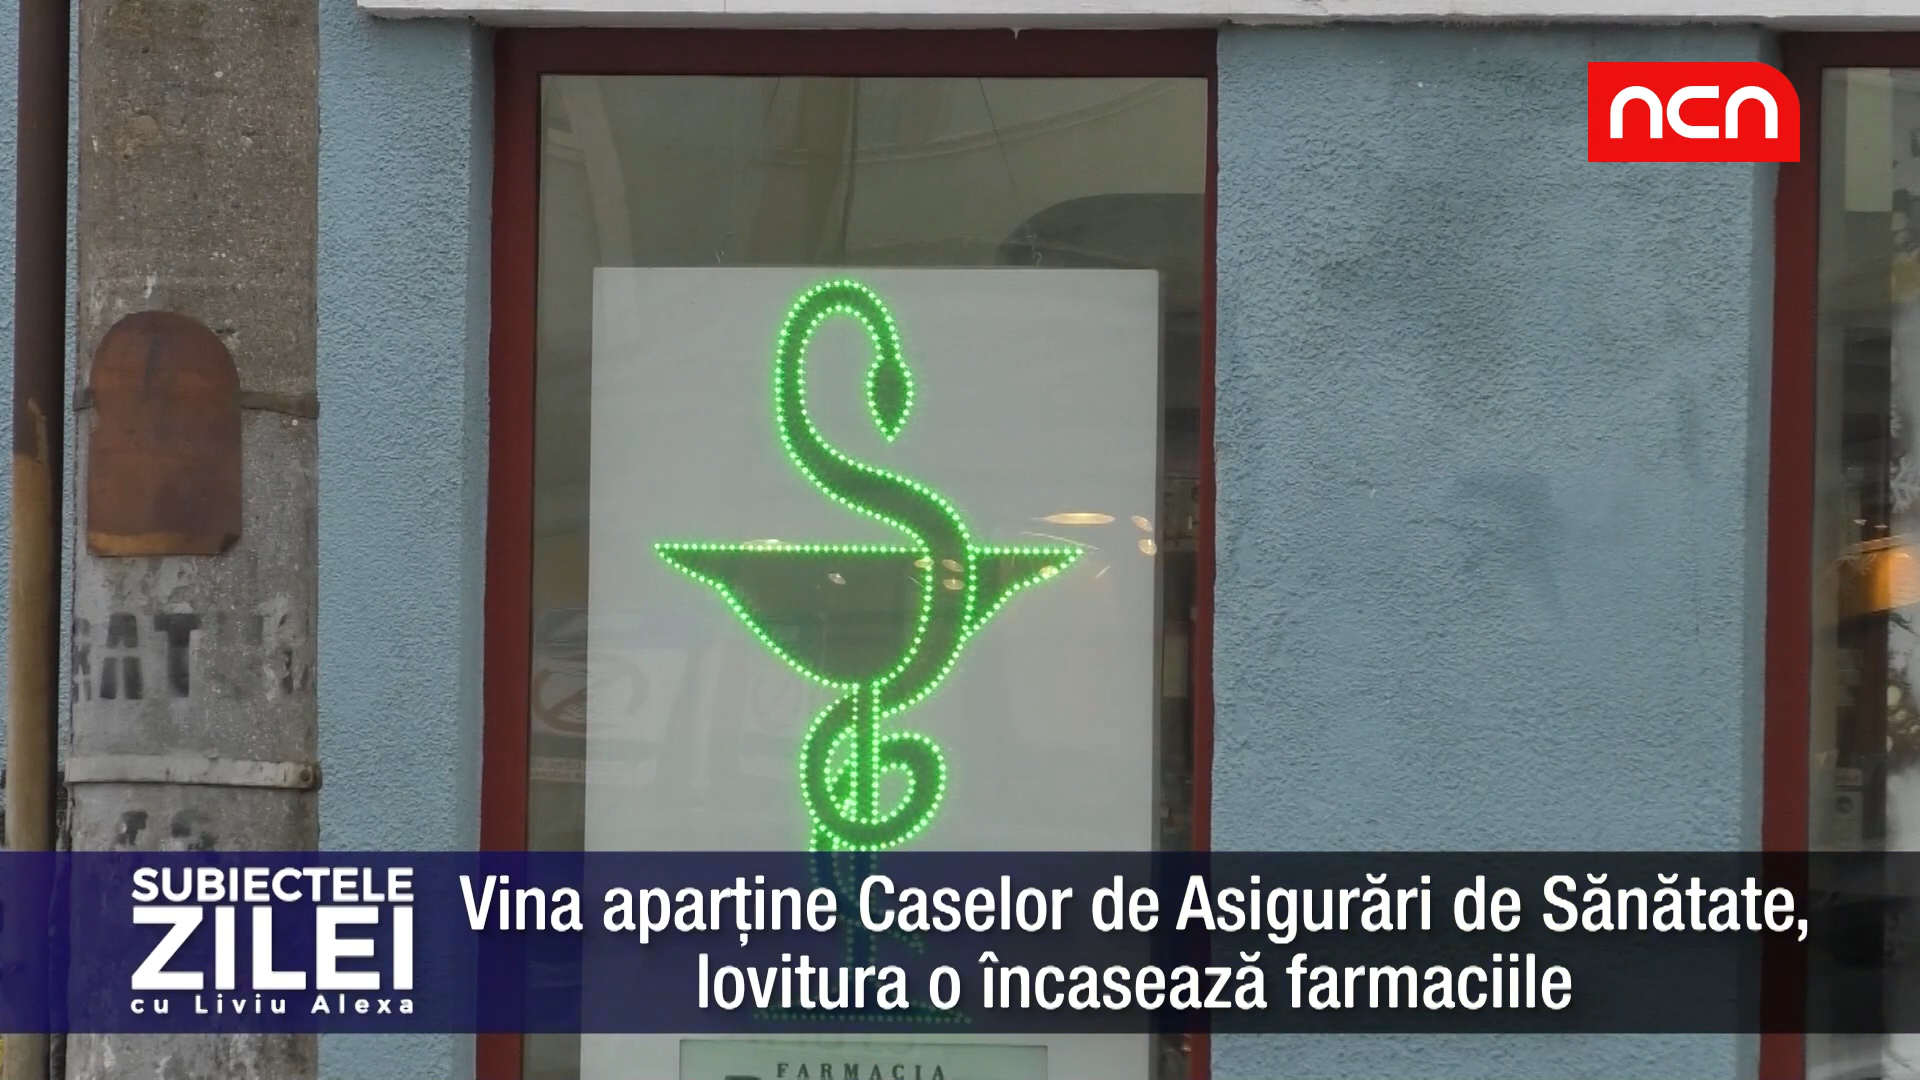 ncn
SUBIECTELE
ZILEI
cu Liviu Alexa
Vina aparține Caselor de Asigurări de Sănătate,
lovitura o încasează farmaciile
FARMACIA